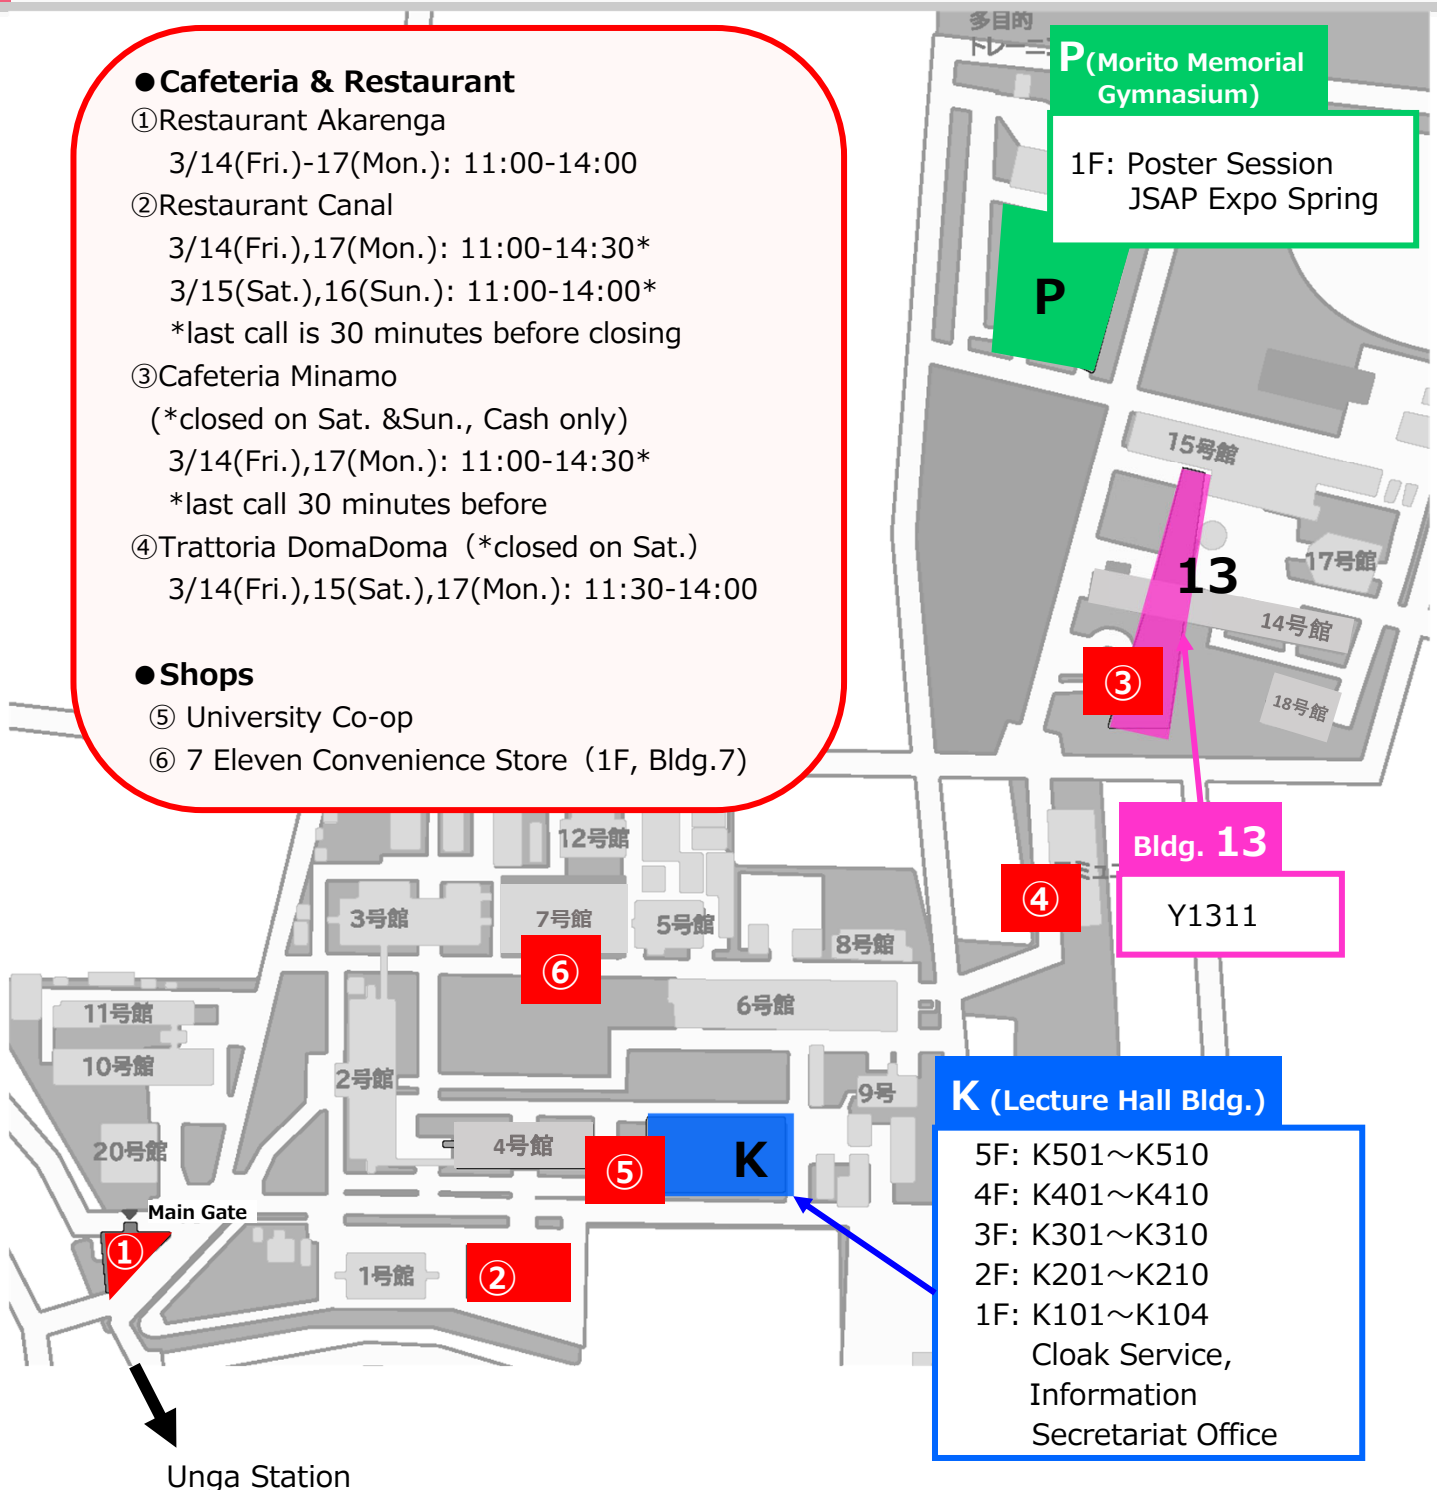 ●Cafeteria & Restaurant
①Restaurant Akarenga
3/14(Fri.)-17(Mon.): 11:00-14:00
②Restaurant Canal
3/14(Fri.),17(Mon.): 11:00-14:30*
3/15(Sat.),16(Sun.): 11:00-14:00*
*last call is 30 minutes before closing
③Cafeteria Minamo
(*closed on Sat. &Sun., Cash only)
3/14(Fri.),17(Mon.): 11:00-14:30*
*last call 30 minutes before
④Trattoria DomaDoma（*closed on Sat.）
3/14(Fri.),15(Sat.),17(Mon.): 11:30-14:00
●Shops
⑤ University Co-op
⑥ 7 Eleven Convenience Store（1F, Bldg.7)
多目的
トレーニ
P(Morito Memorial
Gymnasium)
1F: Poster Session
JSAP Expo Spring
P
15号館
13
17号館
14号館
③
18号館
Bldg. 13
Y1311
④
12号館
3号館
7号館
5号館
8号館
⑥
6号館
11号館
10号館
2号館
9号
20号館
4号館
⑤
K
Main Gate
①
1号館
②
K (Lecture Hall Bldg.)
5F: K501～K510
4F: K401～K410
3F: K301～K310
2F: K201～K210
1F: K101～K104
Cloak Service,
Information
Secretariat Office
Unga Station